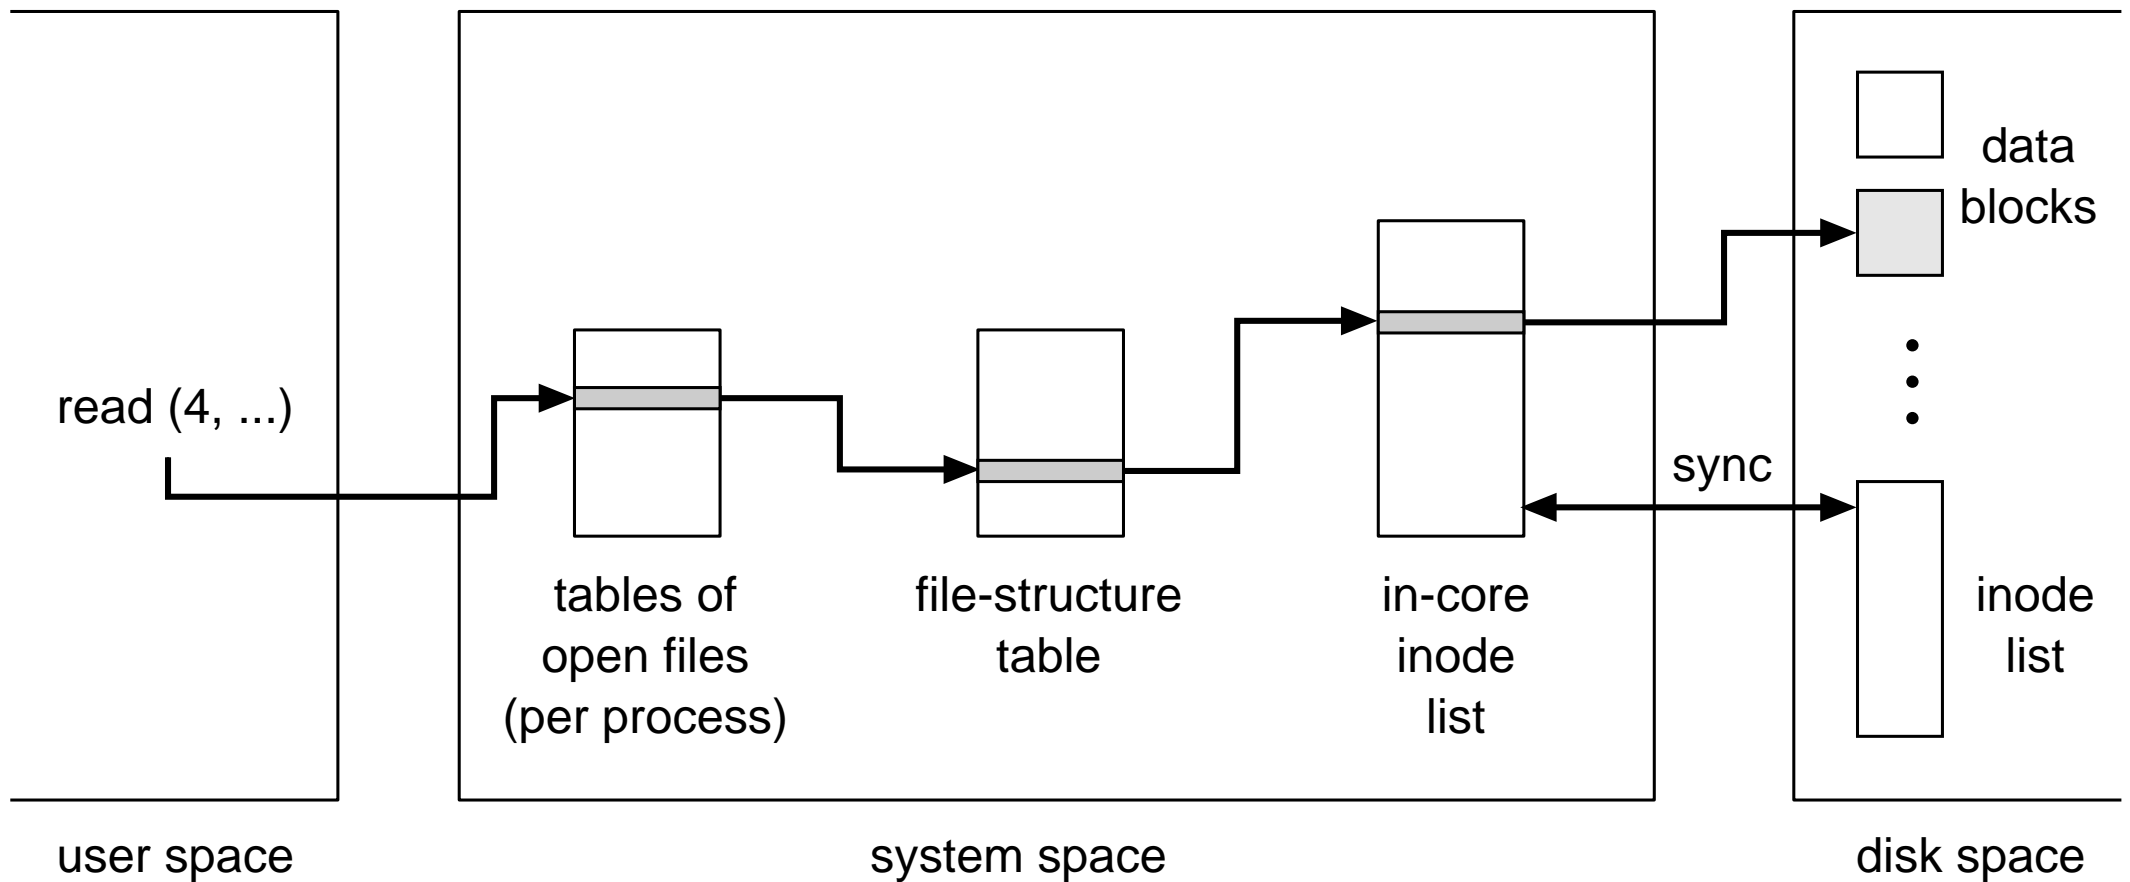 data
blocks
read (4, ...)
sync
tables of
open files
(per process)
file-structure
table
in-core
inode
list
inode
list
user space
system space
disk space